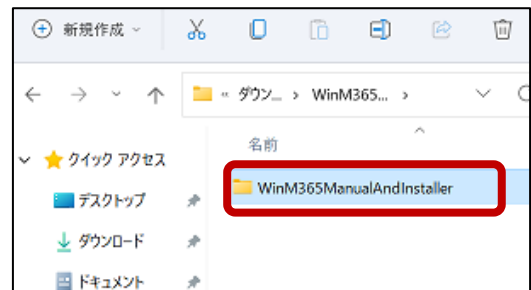 新規作成
« ダウン... › WinM365... ›
名前
クイック アクセス
WinM365ManualAndInstaller
デスクトップ
ダウンロード
ドキュメント